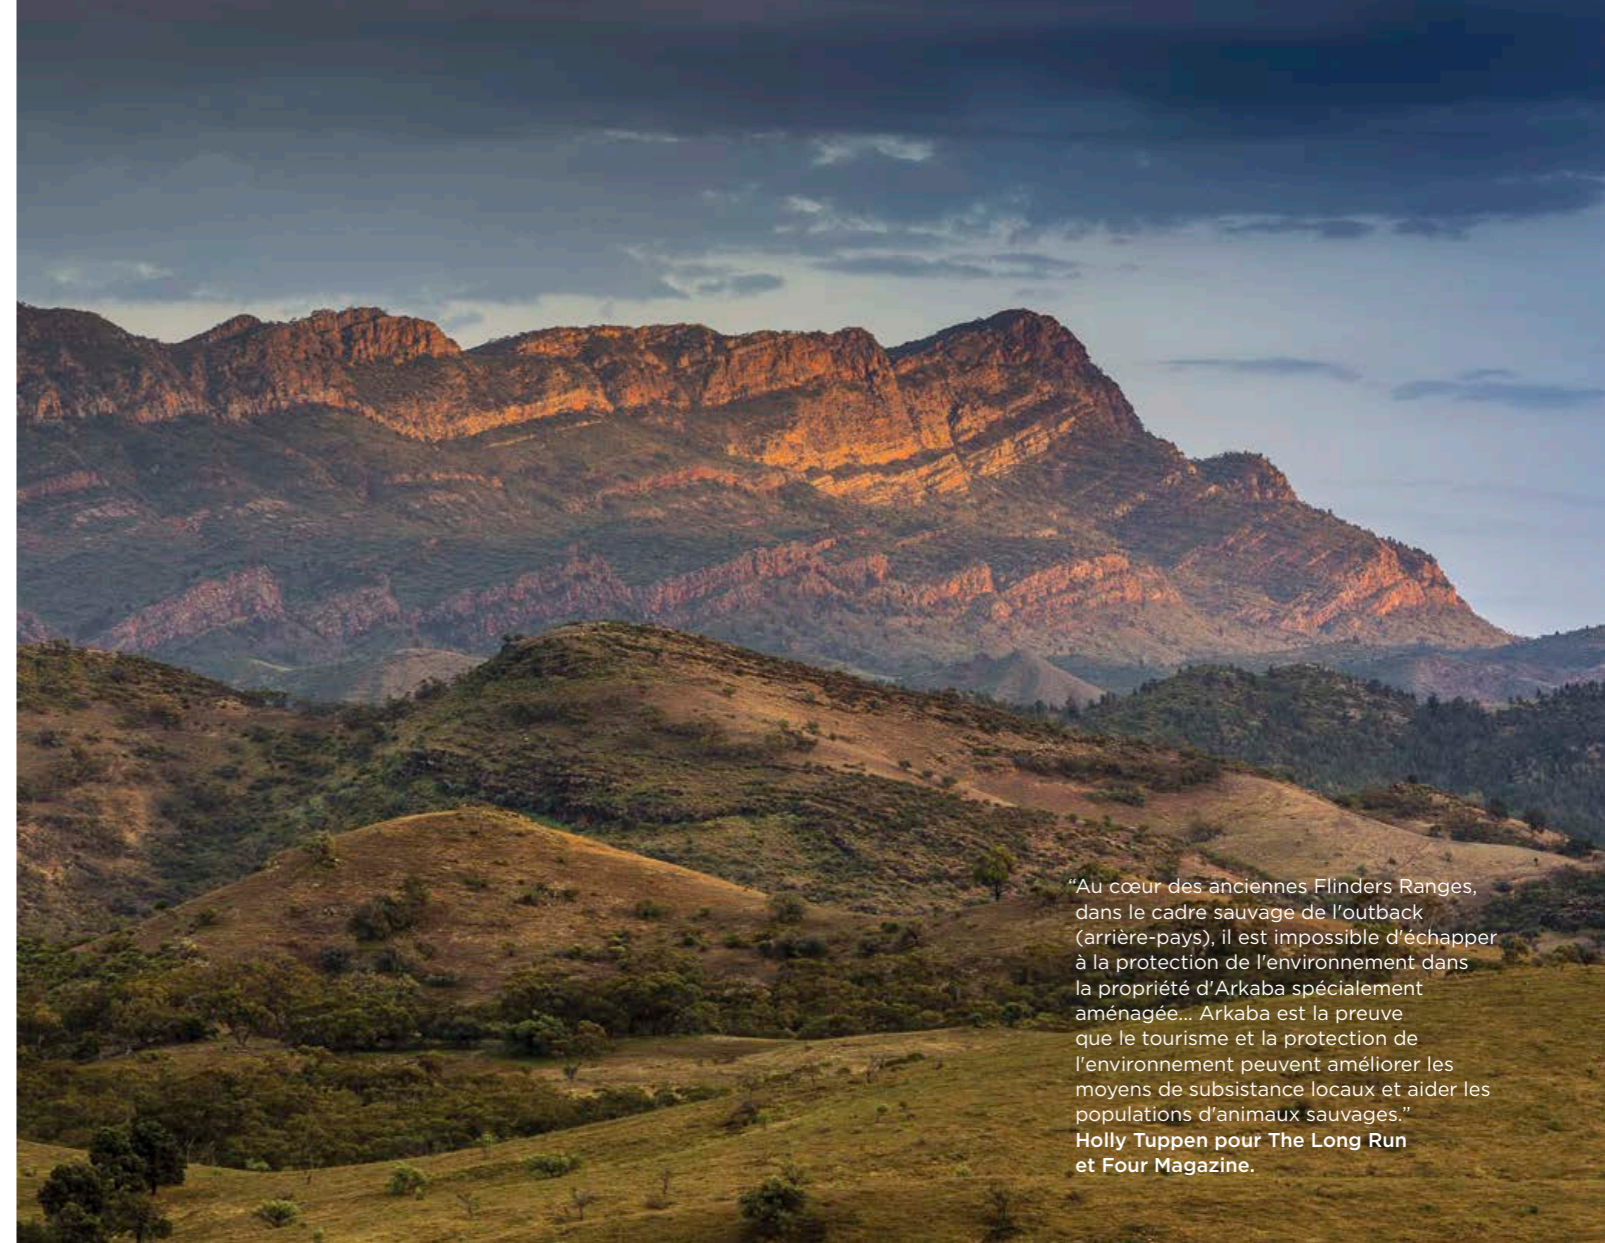 “Au cœur des anciennes Flinders Ranges,
dans le cadre sauvage de l'outback
(arrière-pays), il est impossible d'échapper
à la protection de l'environnement dans
la propriété d'Arkaba spécialement
aménagée... Arkaba est la preuve
que le tourisme et la protection de
l'environnement peuvent améliorer les
moyens de subsistance locaux et aider les
populations d'animaux sauvages.”
Holly Tuppen pour The Long Run
et Four Magazine.